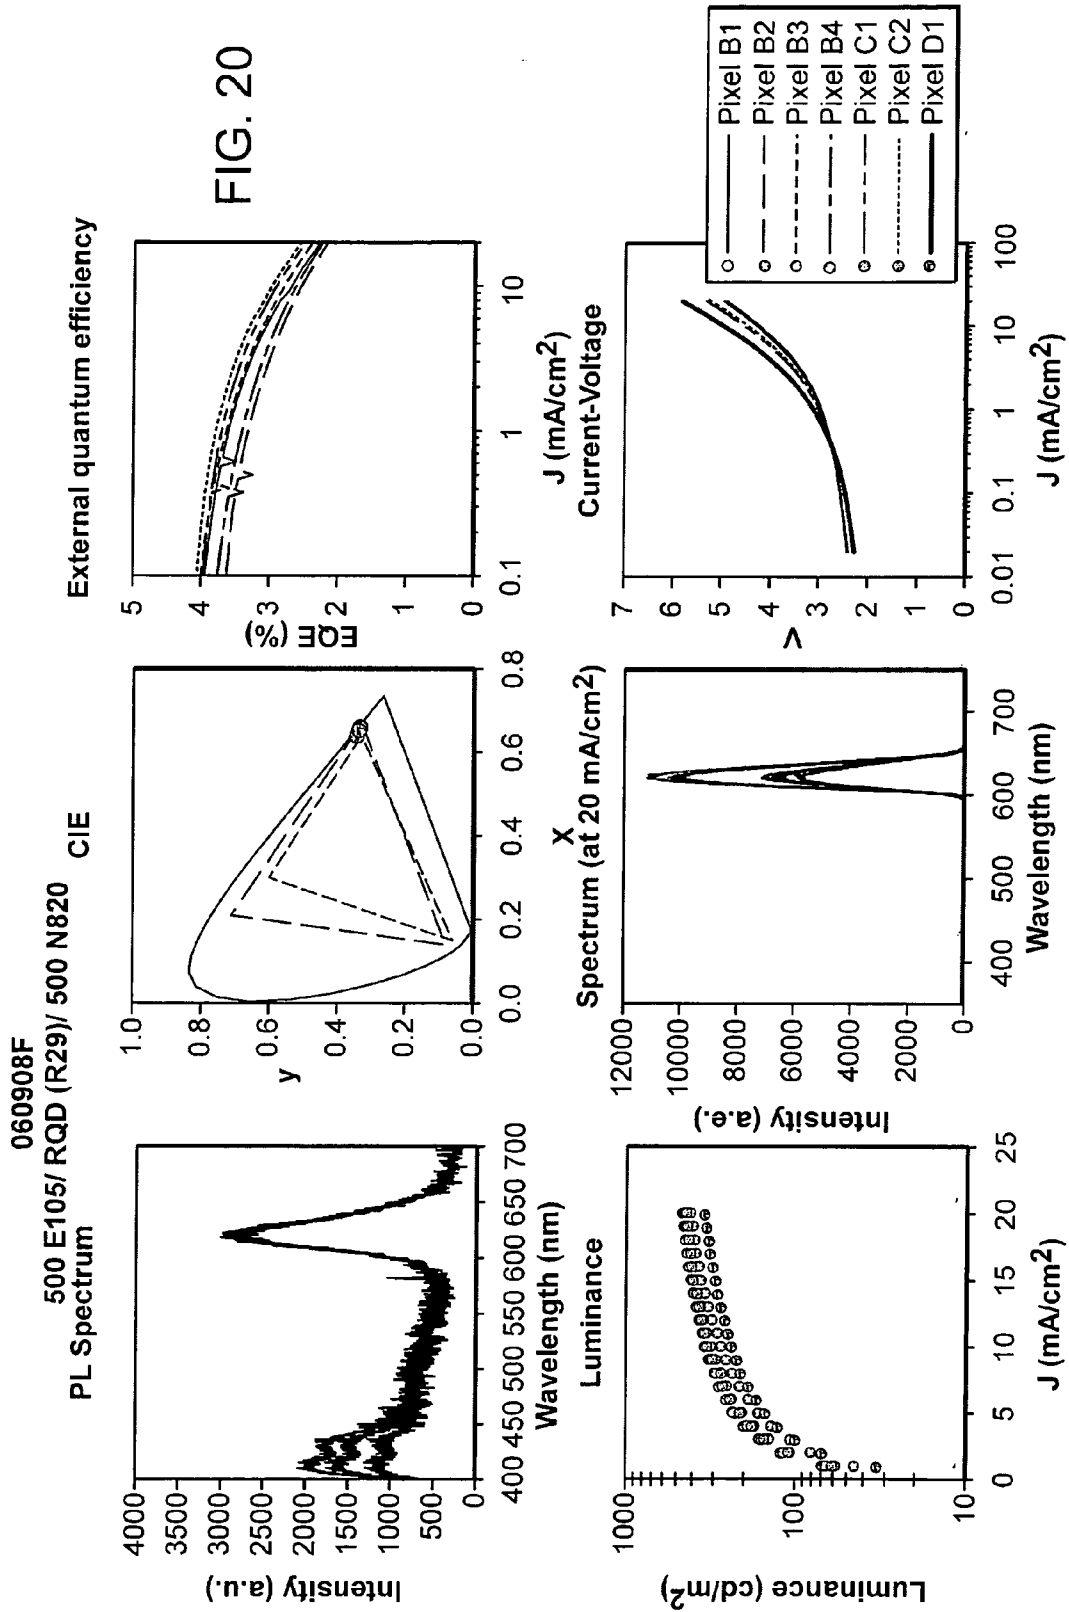 060908F
500 E105/ RQD (R29)/ 500 N820
FIG. 20
PL Spectrum
4000
3500
3000
2500
2000
1500
1000
500
0
Intensity (a.u.)
400 450 500 550 600 650 700
Wavelength (nm)
CIE
1.0
0.8
0.6
0.4
0.2
0.0
y
0.0 0.2 0.4 0.6 0.8
X
External quantum efficiency
5
4
3
2
1
0
EQE (%)
0.1 1 10
J (mA/cm2)
Luminance
1000
100
10
Luminance (cd/m2)
0 5 10 15 20 25
J (mA/cm2)
Spectrum (at 20 mA/cm2)
12000
10000
8000
6000
4000
2000
0
Intensity (a.e.)
400 500 600 700
Wavelength (nm)
Current-Voltage
7
6
5
4
3
2
1
0
V
0.01 0.1 1 10 100
J (mA/cm2)
Pixel B1
Pixel B2
Pixel B3
Pixel B4
Pixel C1
Pixel C2
Pixel D1